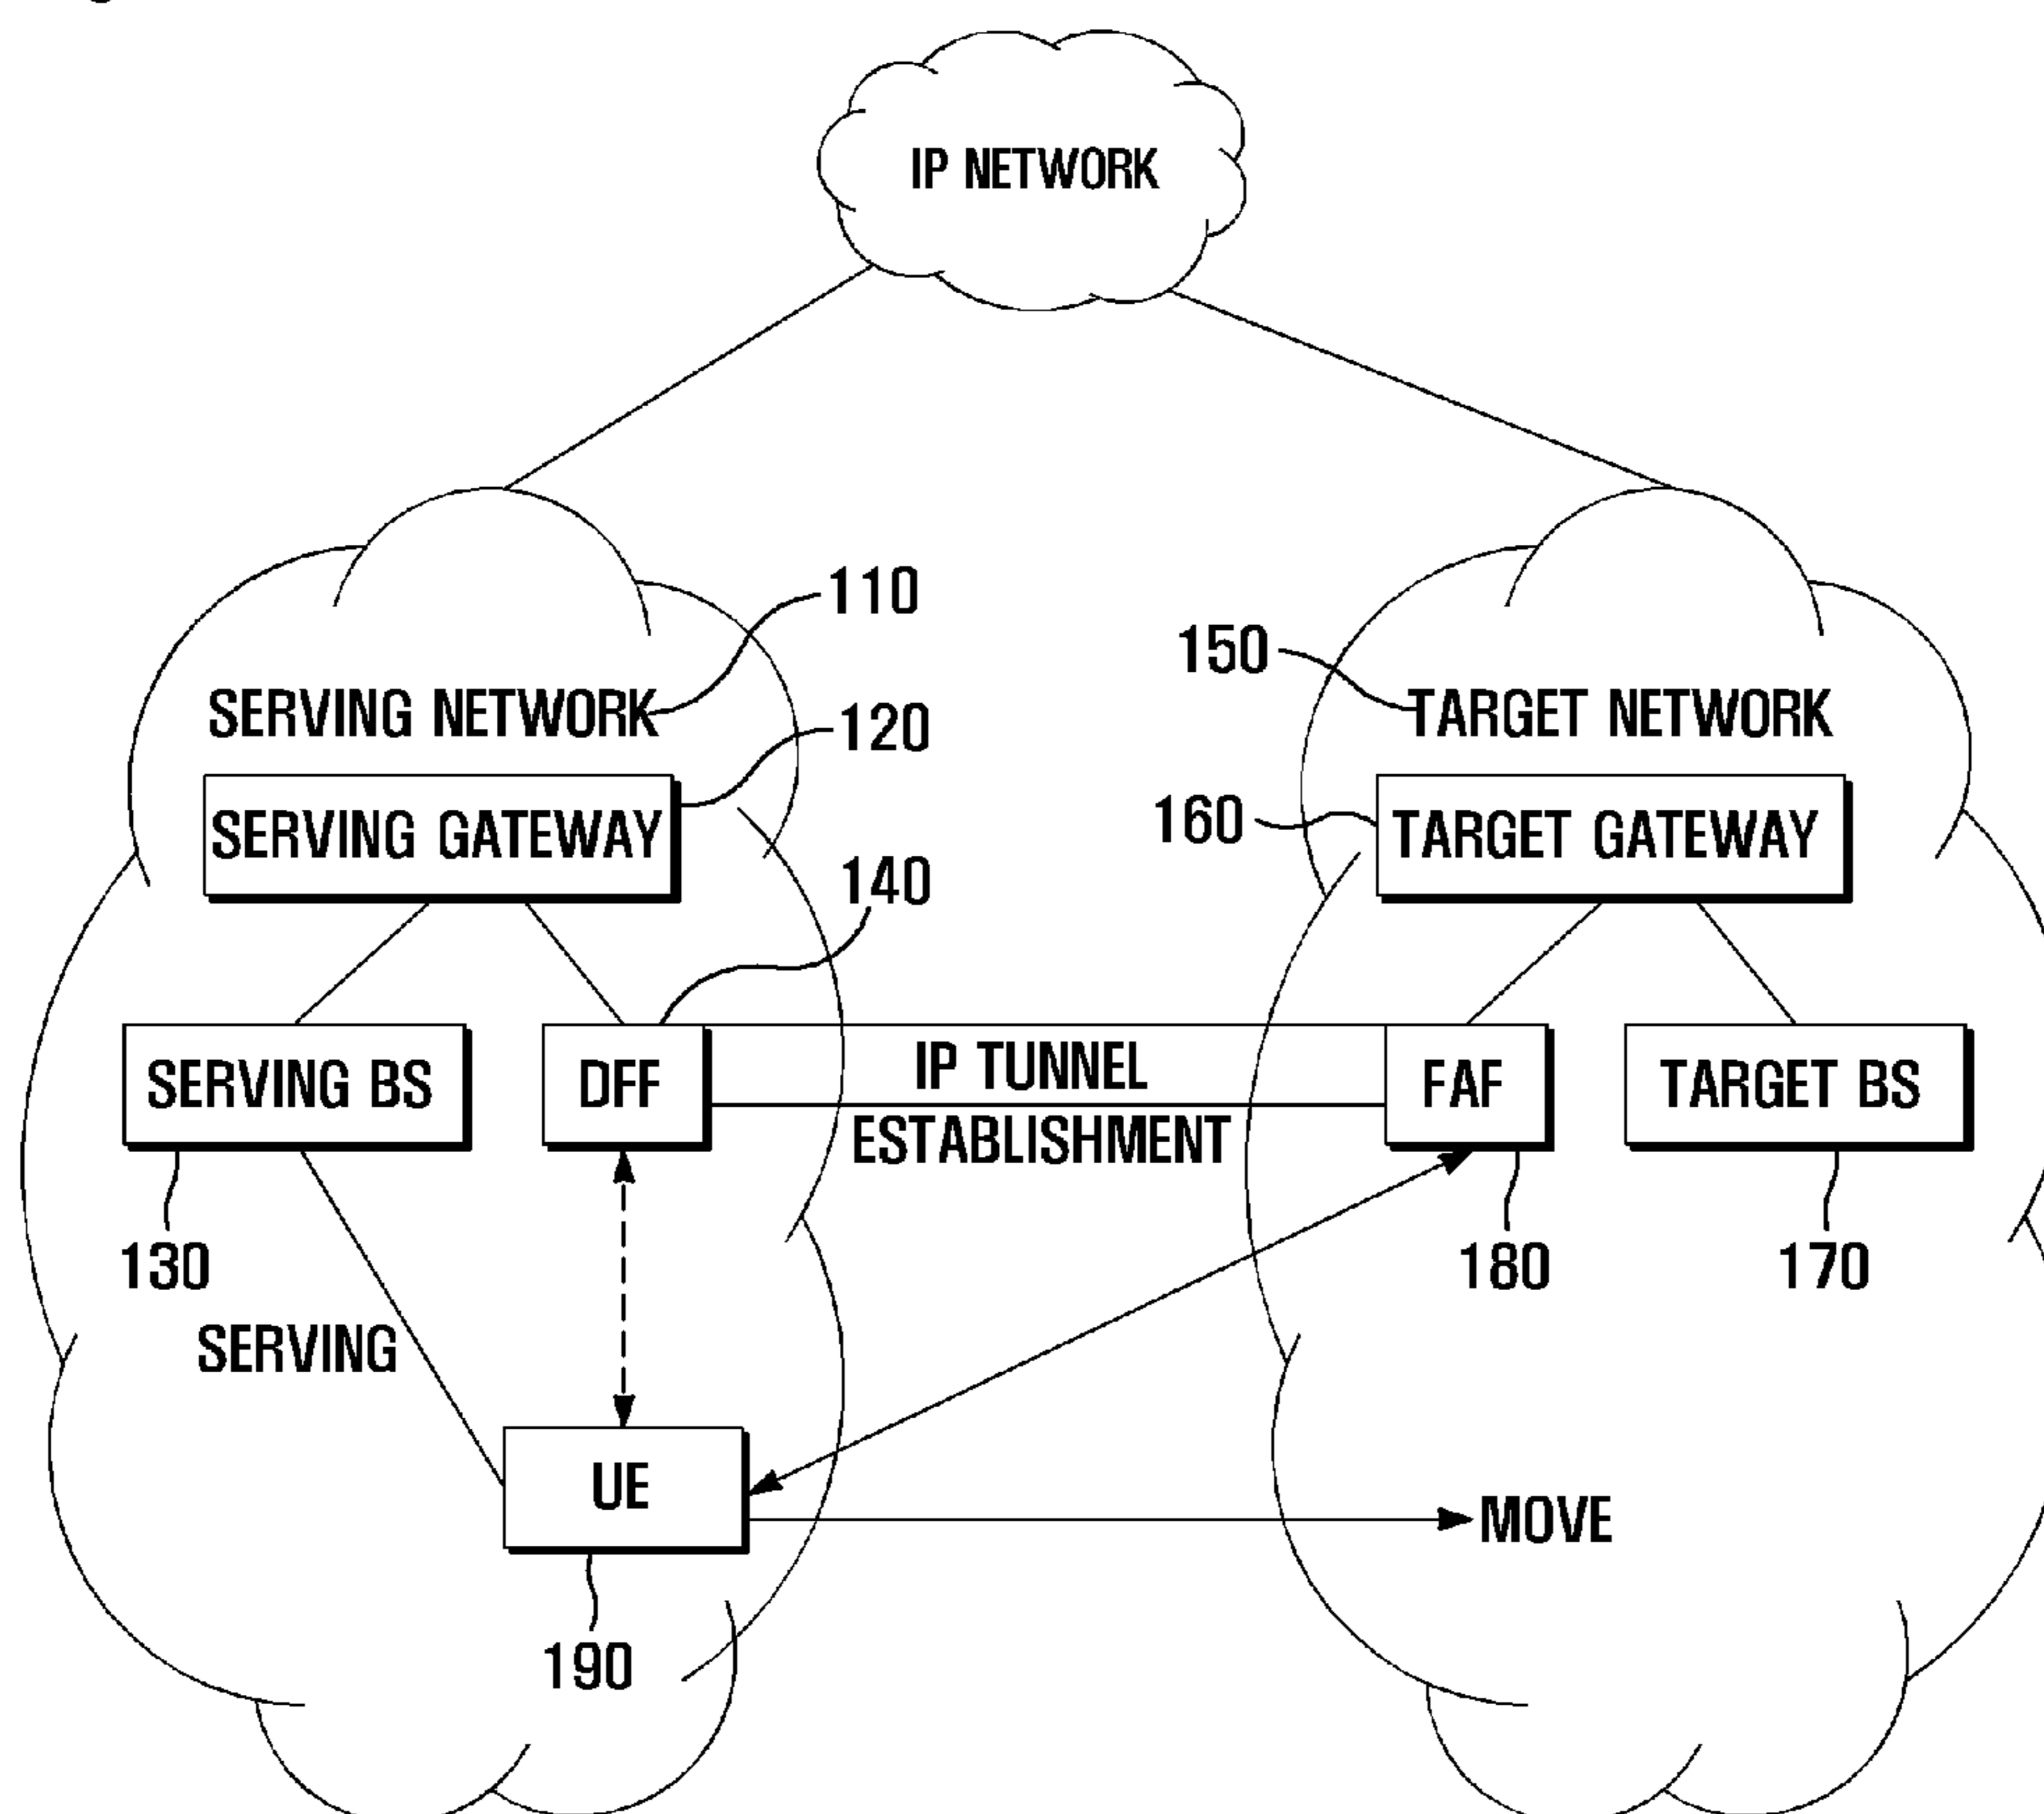 IP NETWORK
110
150
SERVING NETWORK
TARGET NETWORK
120
160
SERVING GATEWAY
TARGET GATEWAY
140
SERVING BS
DFF
IP TUNNEL
ESTABLISHMENT
FAF
TARGET BS
130
180
170
SERVING
UE
MOVE
190